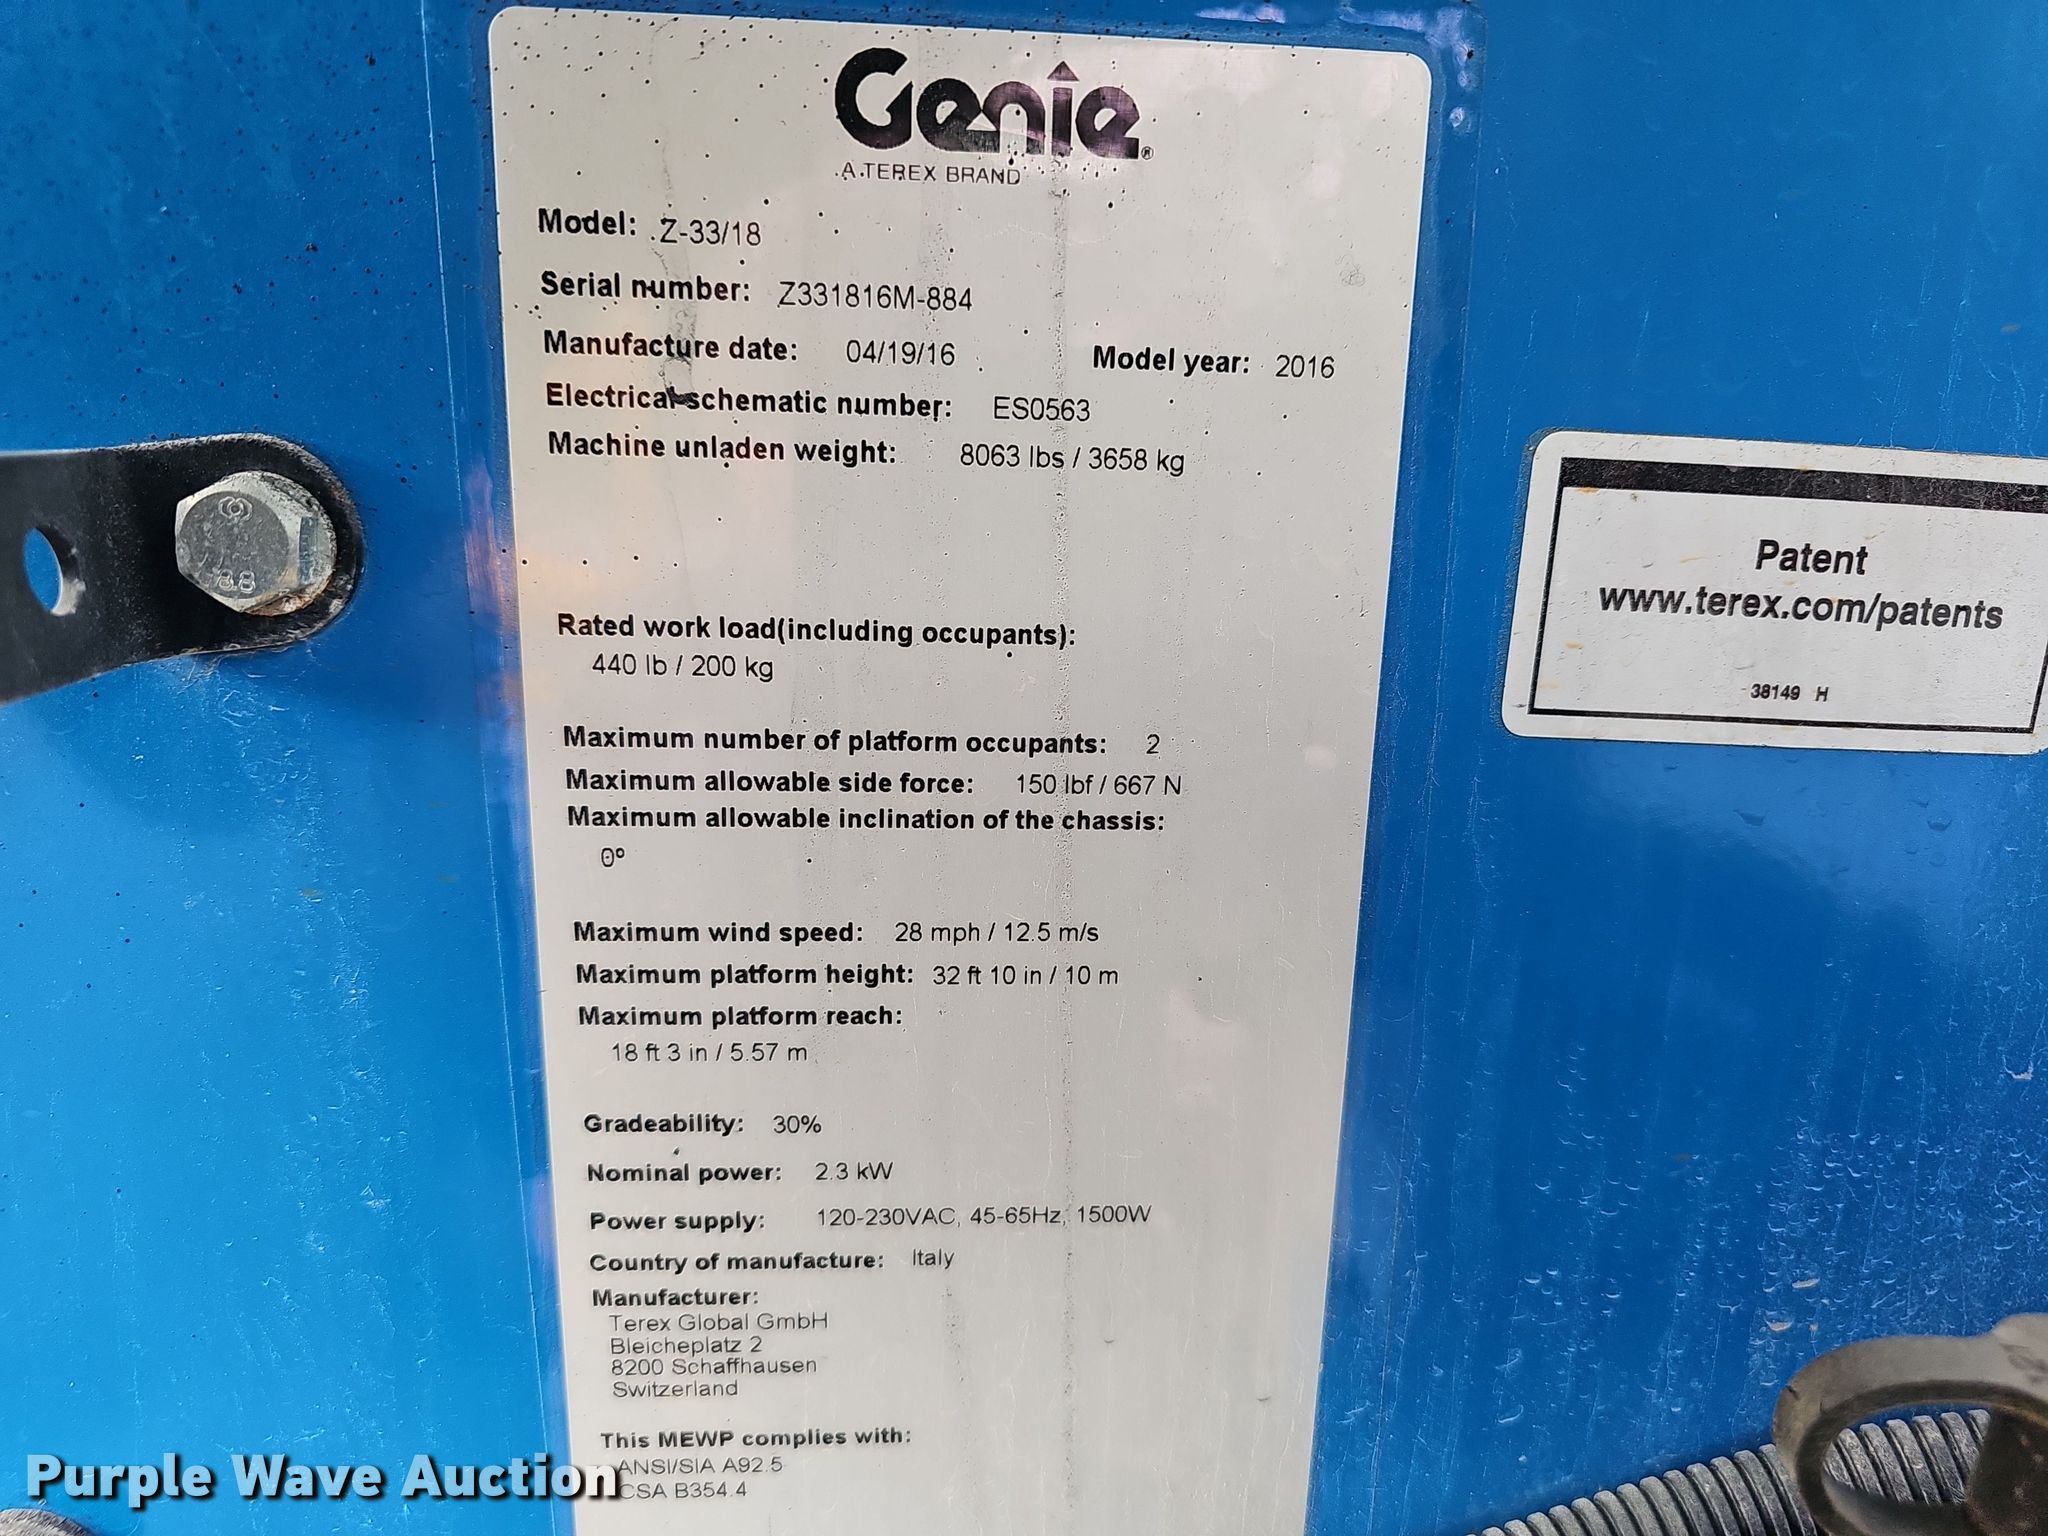 Genie®
A TEREX BRAND
Model: Z-33/18
Serial number: Z331816M-884
Manufacture date: 04/19/16 Model year: 2016
Electrical schematic number: ES0563
Machine unladen weight: 8063 lbs / 3658 kg
Rated work load(including occupants):
440 lb / 200 kg
Maximum number of platform occupants: 2
Maximum allowable side force: 150 lbf / 667 N
Maximum allowable inclination of the chassis:
0º
Maximum wind speed: 28 mph / 12.5 m/s
Maximum platform height: 32 ft 10 in / 10 m
Maximum platform reach:
18 ft 3 in / 5.57 m
Gradeability: 30%
Nominal power: 2.3 kW
Power supply: 120-230VAC, 45-65Hz, 1500W
Country of manufacture: Italy
Manufacturer:
Terex Global GmbH
Bleicheplatz 2
8200 Schaffhausen
Switzerland
This MEWP complies with:
ANSI/SIA A92.5
CSA B354.4
Patent
www.terex.com/patents
38149 H
8.8
Purple Wave Auction